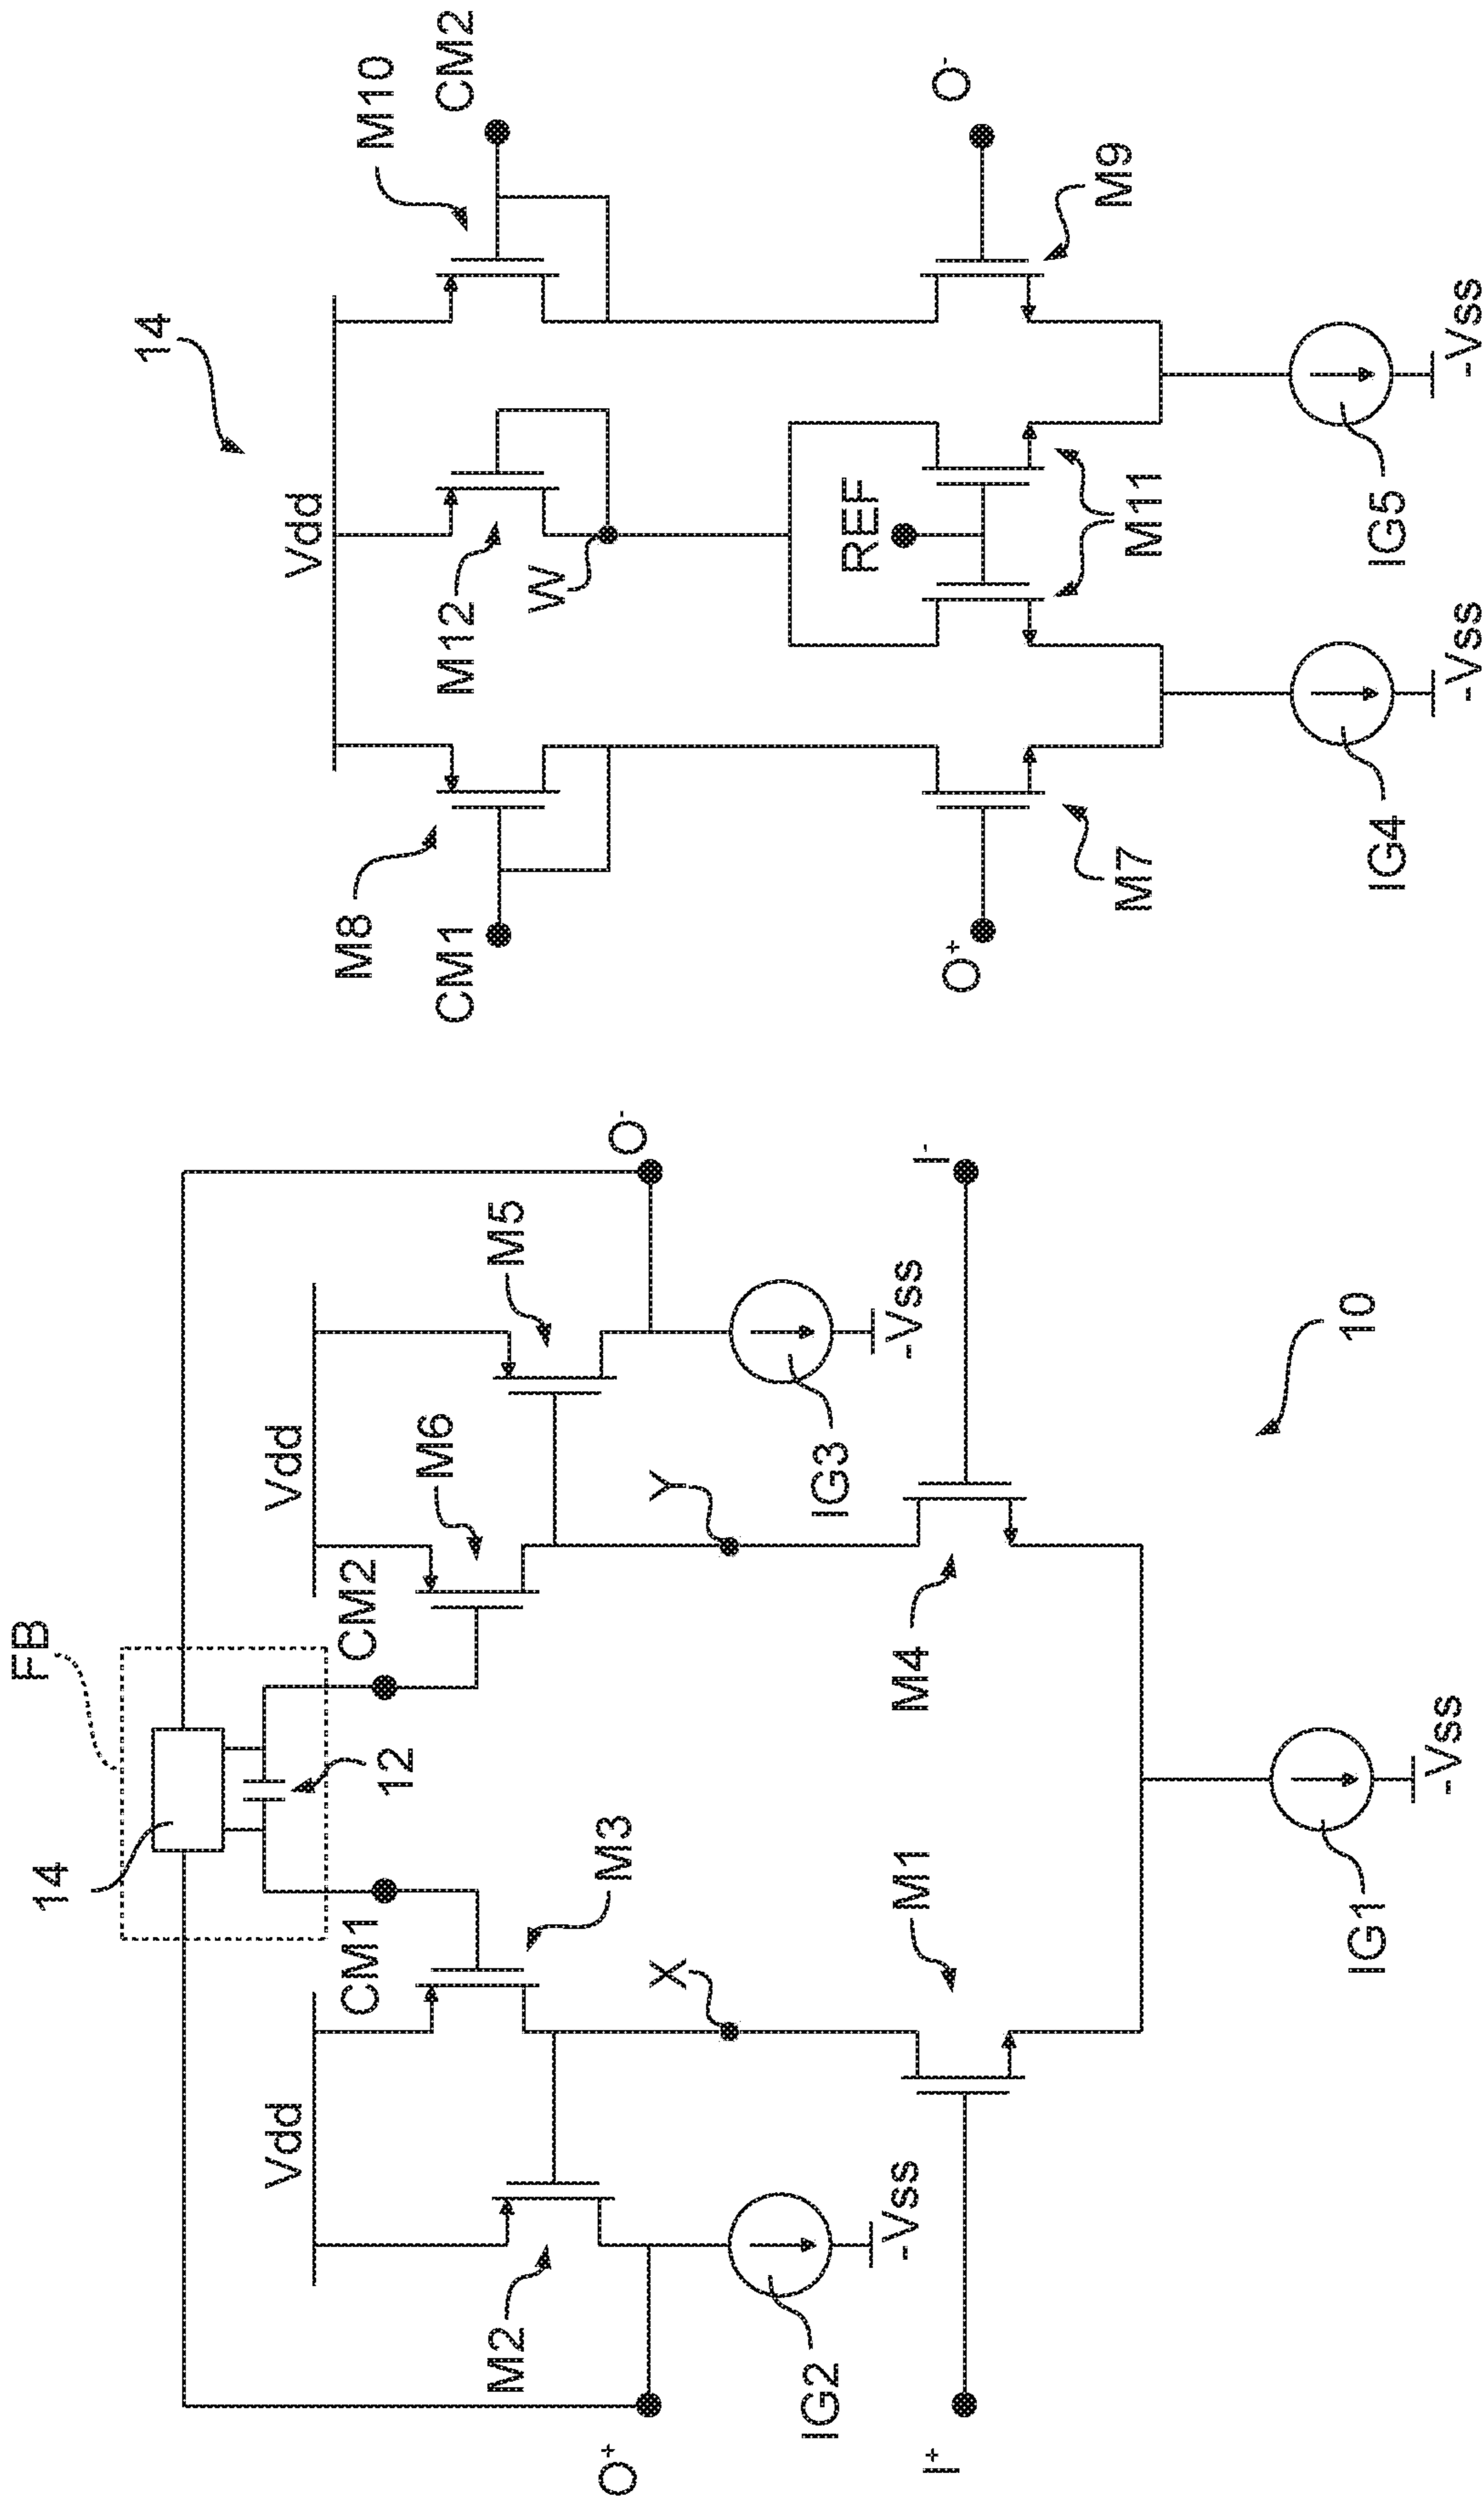 FB
14
12
Vdd
Vdd
CM1
CM2
M2
M3
M6
M5
O+
O-
X
Y
IG2
IG3
-Vss
-Vss
M1
M4
I+
I-
IG1
-Vss
10
14
Vdd
M8
M12
M10
CM1
CM2
W
REF
O+
O-
M7
M11
M9
IG4
IG5
-Vss
-Vss